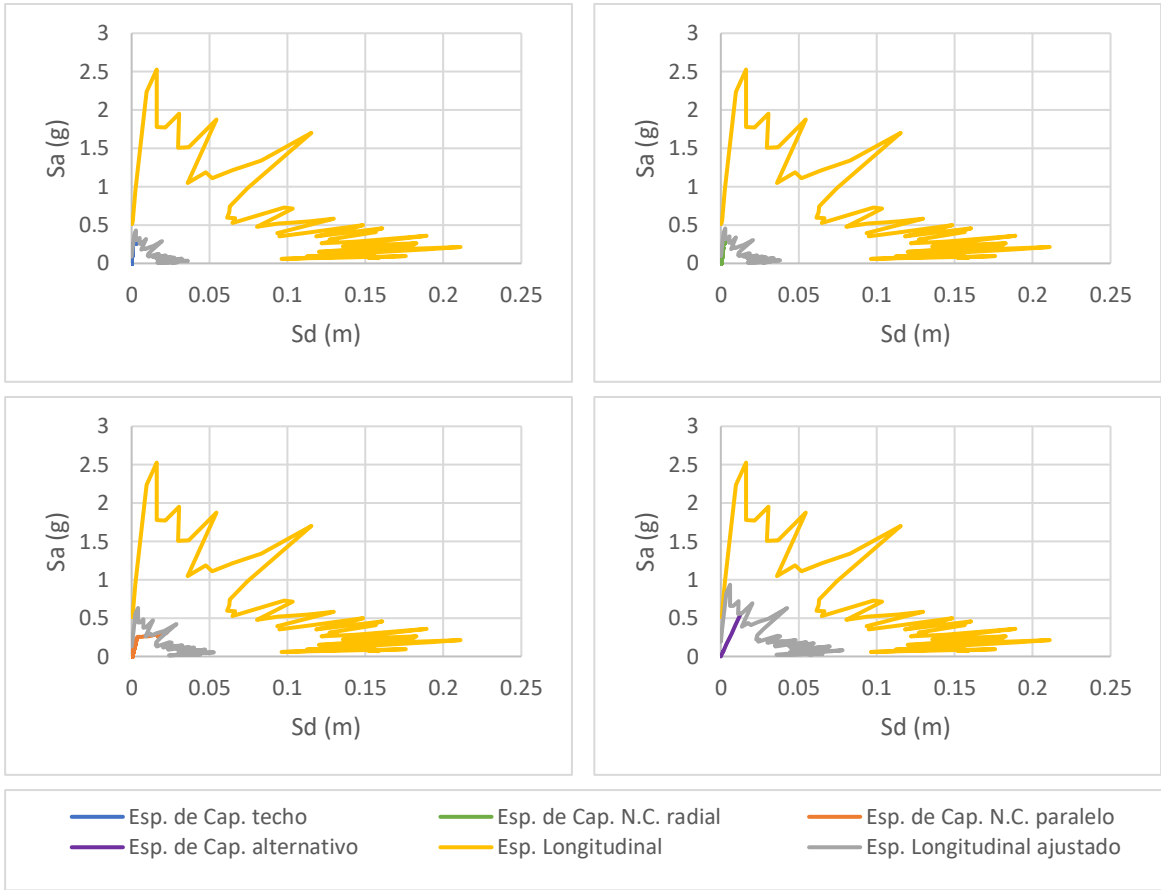 3
2.5
2
1.5
1
0.5
0
0 0.05 0.1 0.15 0.2 0.25
Sa (g)
Sd (m)
3
2.5
2
1.5
1
0.5
0
0 0.05 0.1 0.15 0.2 0.25
Sa (g)
Sd (m)
3
2.5
2
1.5
1
0.5
0
0 0.05 0.1 0.15 0.2 0.25
Sa (g)
Sd (m)
3
2.5
2
1.5
1
0.5
0
0 0.05 0.1 0.15 0.2 0.25
Sa (g)
Sd (m)
Esp. de Cap. techo Esp. de Cap. N.C. radial Esp. de Cap. N.C. paralelo
Esp. de Cap. alternativo Esp. Longitudinal Esp. Longitudinal ajustado